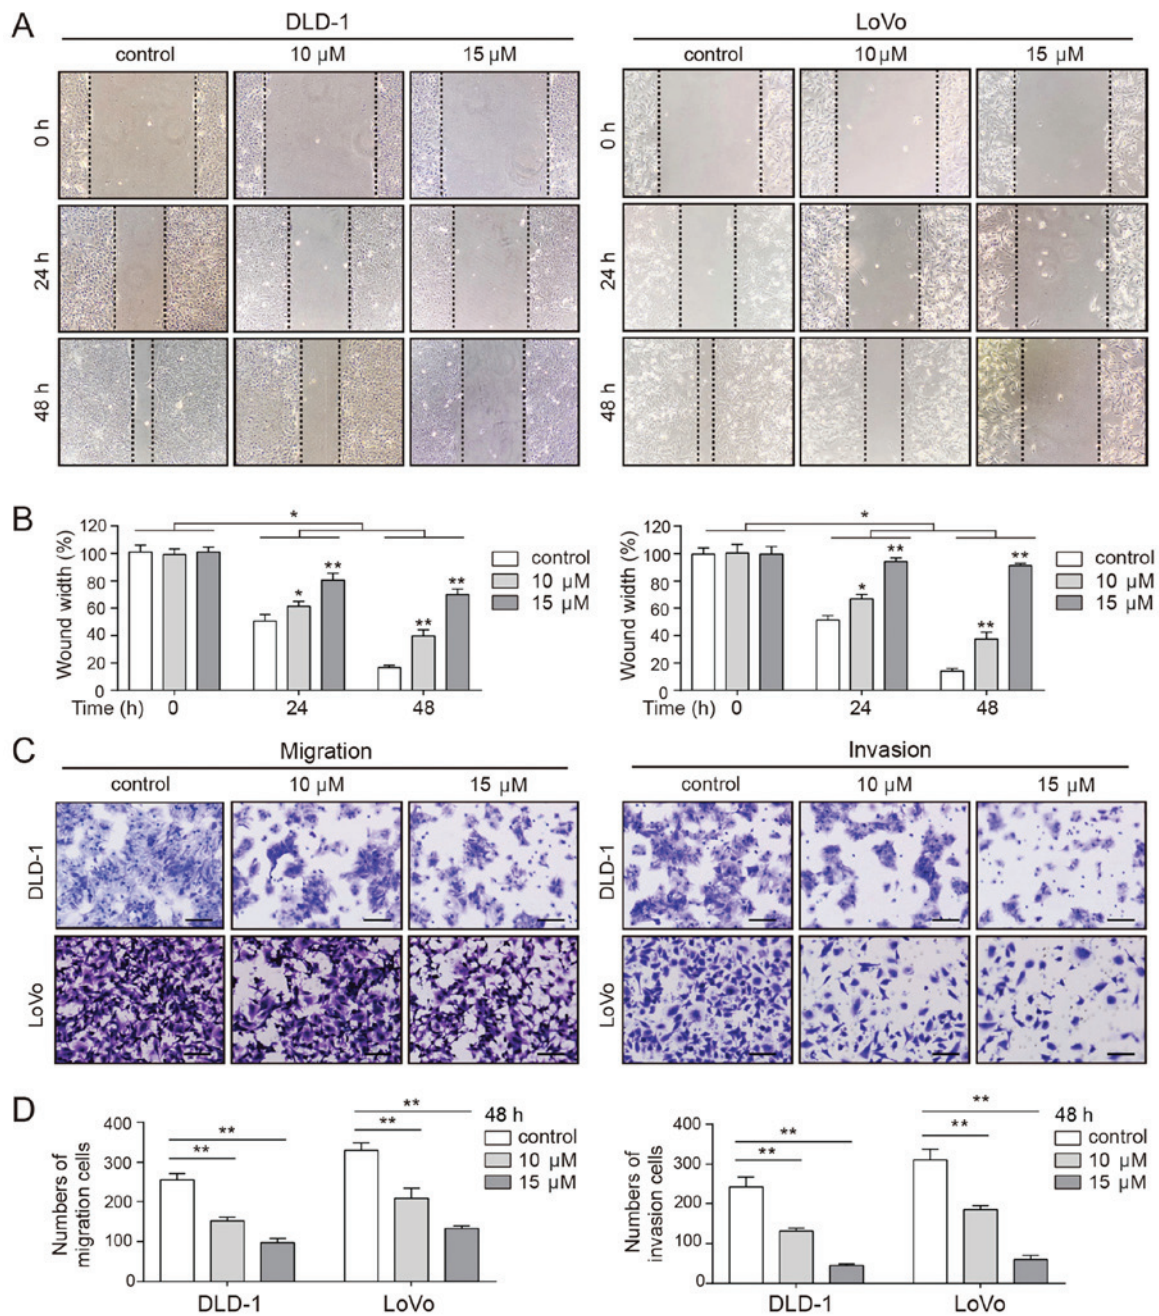 A
DLD-1
LoVo
control 10 µM 15 µM
control 10 µM 15 µM
0 h
0 h
24 h
24 h
48 h
48 h
B
Wound width (%)
120
100
80
60
40
20
0
*
* **
** **
control
10 µM
15 µM
Time (h) 0 24 48
Wound width (%)
120
100
80
60
40
20
0
*
* **
** **
control
10 µM
15 µM
Time (h) 0 24 48
C
Migration
Invasion
control 10 µM 15 µM
control 10 µM 15 µM
DLD-1
DLD-1
LoVo
LoVo
D
Numbers of
migration cells
400
300
200
100
0
**
**
**
**
48 h
control
10 µM
15 µM
DLD-1 LoVo
Numbers of
invasion cells
400
300
200
100
0
**
**
**
**
48 h
control
10 µM
15 µM
DLD-1 LoVo